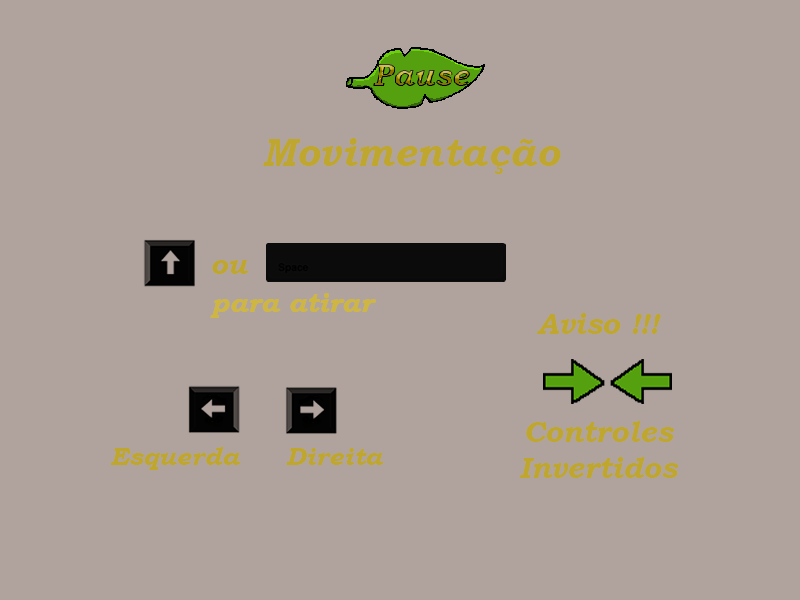 Pause
Movimentação
ou
Space
para atirar
Aviso !!!
Esquerda
Direita
Controles
Invertidos